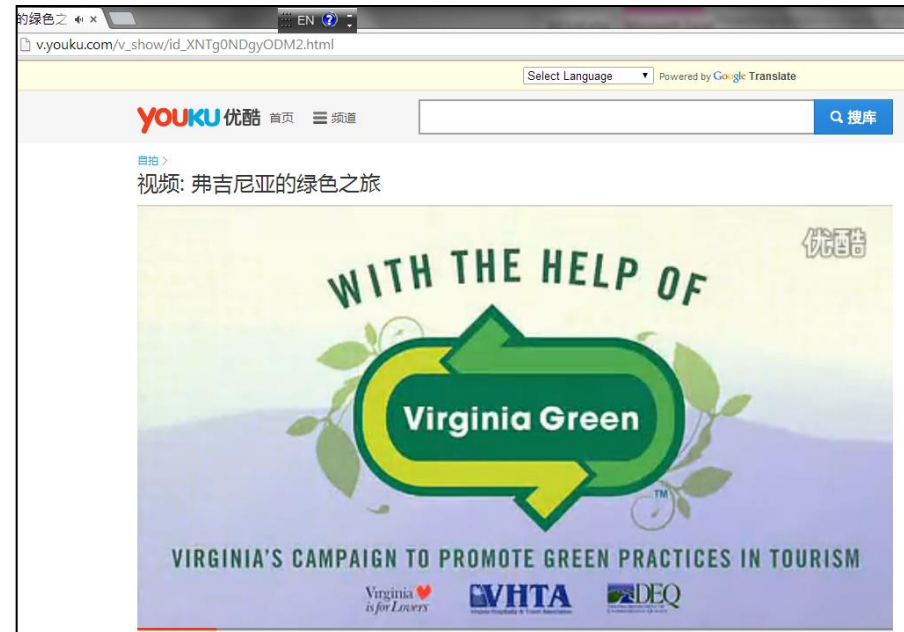 的绿色之
EN
v.youku.com/v_show/id_XNTg0NDgyODM2.html
Select Language
Powered by Google Translate
YOUKU 优酷 首页 频道
搜库
自拍 >
视频: 弗吉尼亚的绿色之旅
优酷
WITH THE HELP OF
Virginia Green
TM
VIRGINIA'S CAMPAIGN TO PROMOTE GREEN PRACTICES IN TOURISM
Virginia is for Lovers
VHTA
DEQ